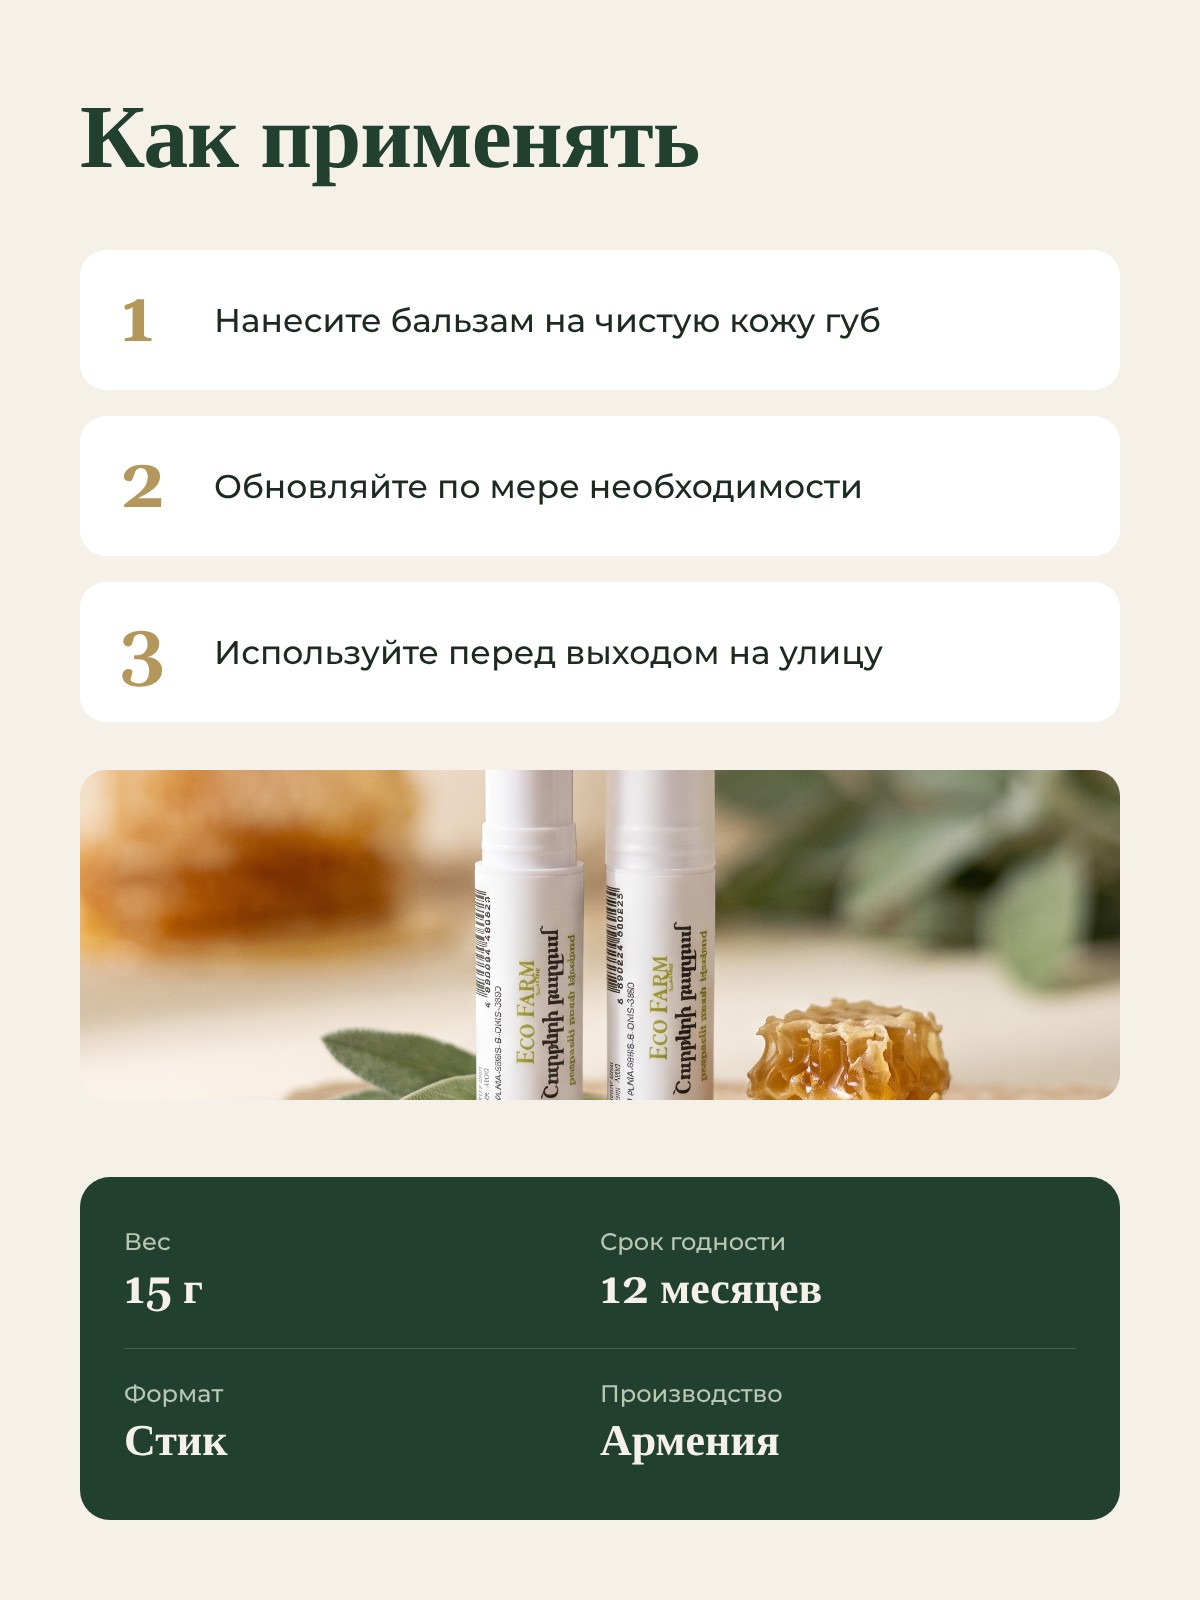 Как применять
1 Нанесите бальзам на чистую кожу губ
2 Обновляйте по мере необходимости
3 Используйте перед выходом на улицу
ECO FARM
ECO FARM
Вес
Срок годности
15 г
12 месяцев
Формат
Производство
Стик
Армения